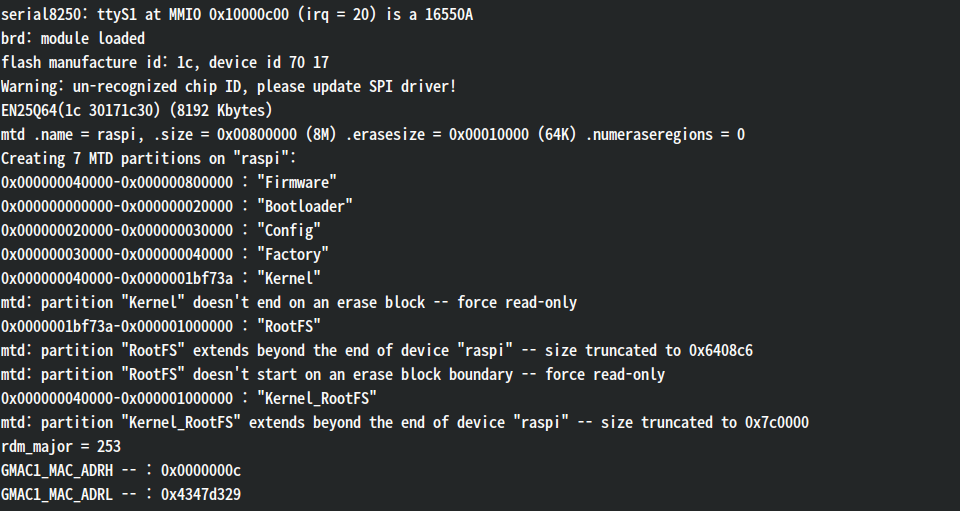 serial8250: ttyS1 at MMIO 0x10000c00 (irq = 20) is a 16550A
brd: module loaded
flash manufacture id: 1c, device id 70 17
Warning: un-recognized chip ID, please update SPI driver!
EN25Q64(1c 30171c30) (8192 Kbytes)
mtd .name = raspi, .size = 0x00800000 (8M) .erasesize = 0x00010000 (64K) .numeraseregions = 0
Creating 7 MTD partitions on "raspi":
0x000000040000-0x000000800000 : "Firmware"
0x000000000000-0x000000020000 : "Bootloader"
0x000000020000-0x000000030000 : "Config"
0x000000030000-0x000000040000 : "Factory"
0x000000040000-0x0000001bf73a : "Kernel"
mtd: partition "Kernel" doesn't end on an erase block -- force read-only
0x0000001bf73a-0x000001000000 : "RootFS"
mtd: partition "RootFS" extends beyond the end of device "raspi" -- size truncated to 0x6408c6
mtd: partition "RootFS" doesn't start on an erase block boundary -- force read-only
0x000000040000-0x000001000000 : "Kernel_RootFS"
mtd: partition "Kernel_RootFS" extends beyond the end of device "raspi" -- size truncated to 0x7c0000
rdm_major = 253
GMAC1_MAC_ADRH -- : 0x0000000c
GMAC1_MAC_ADRL -- : 0x4347d329